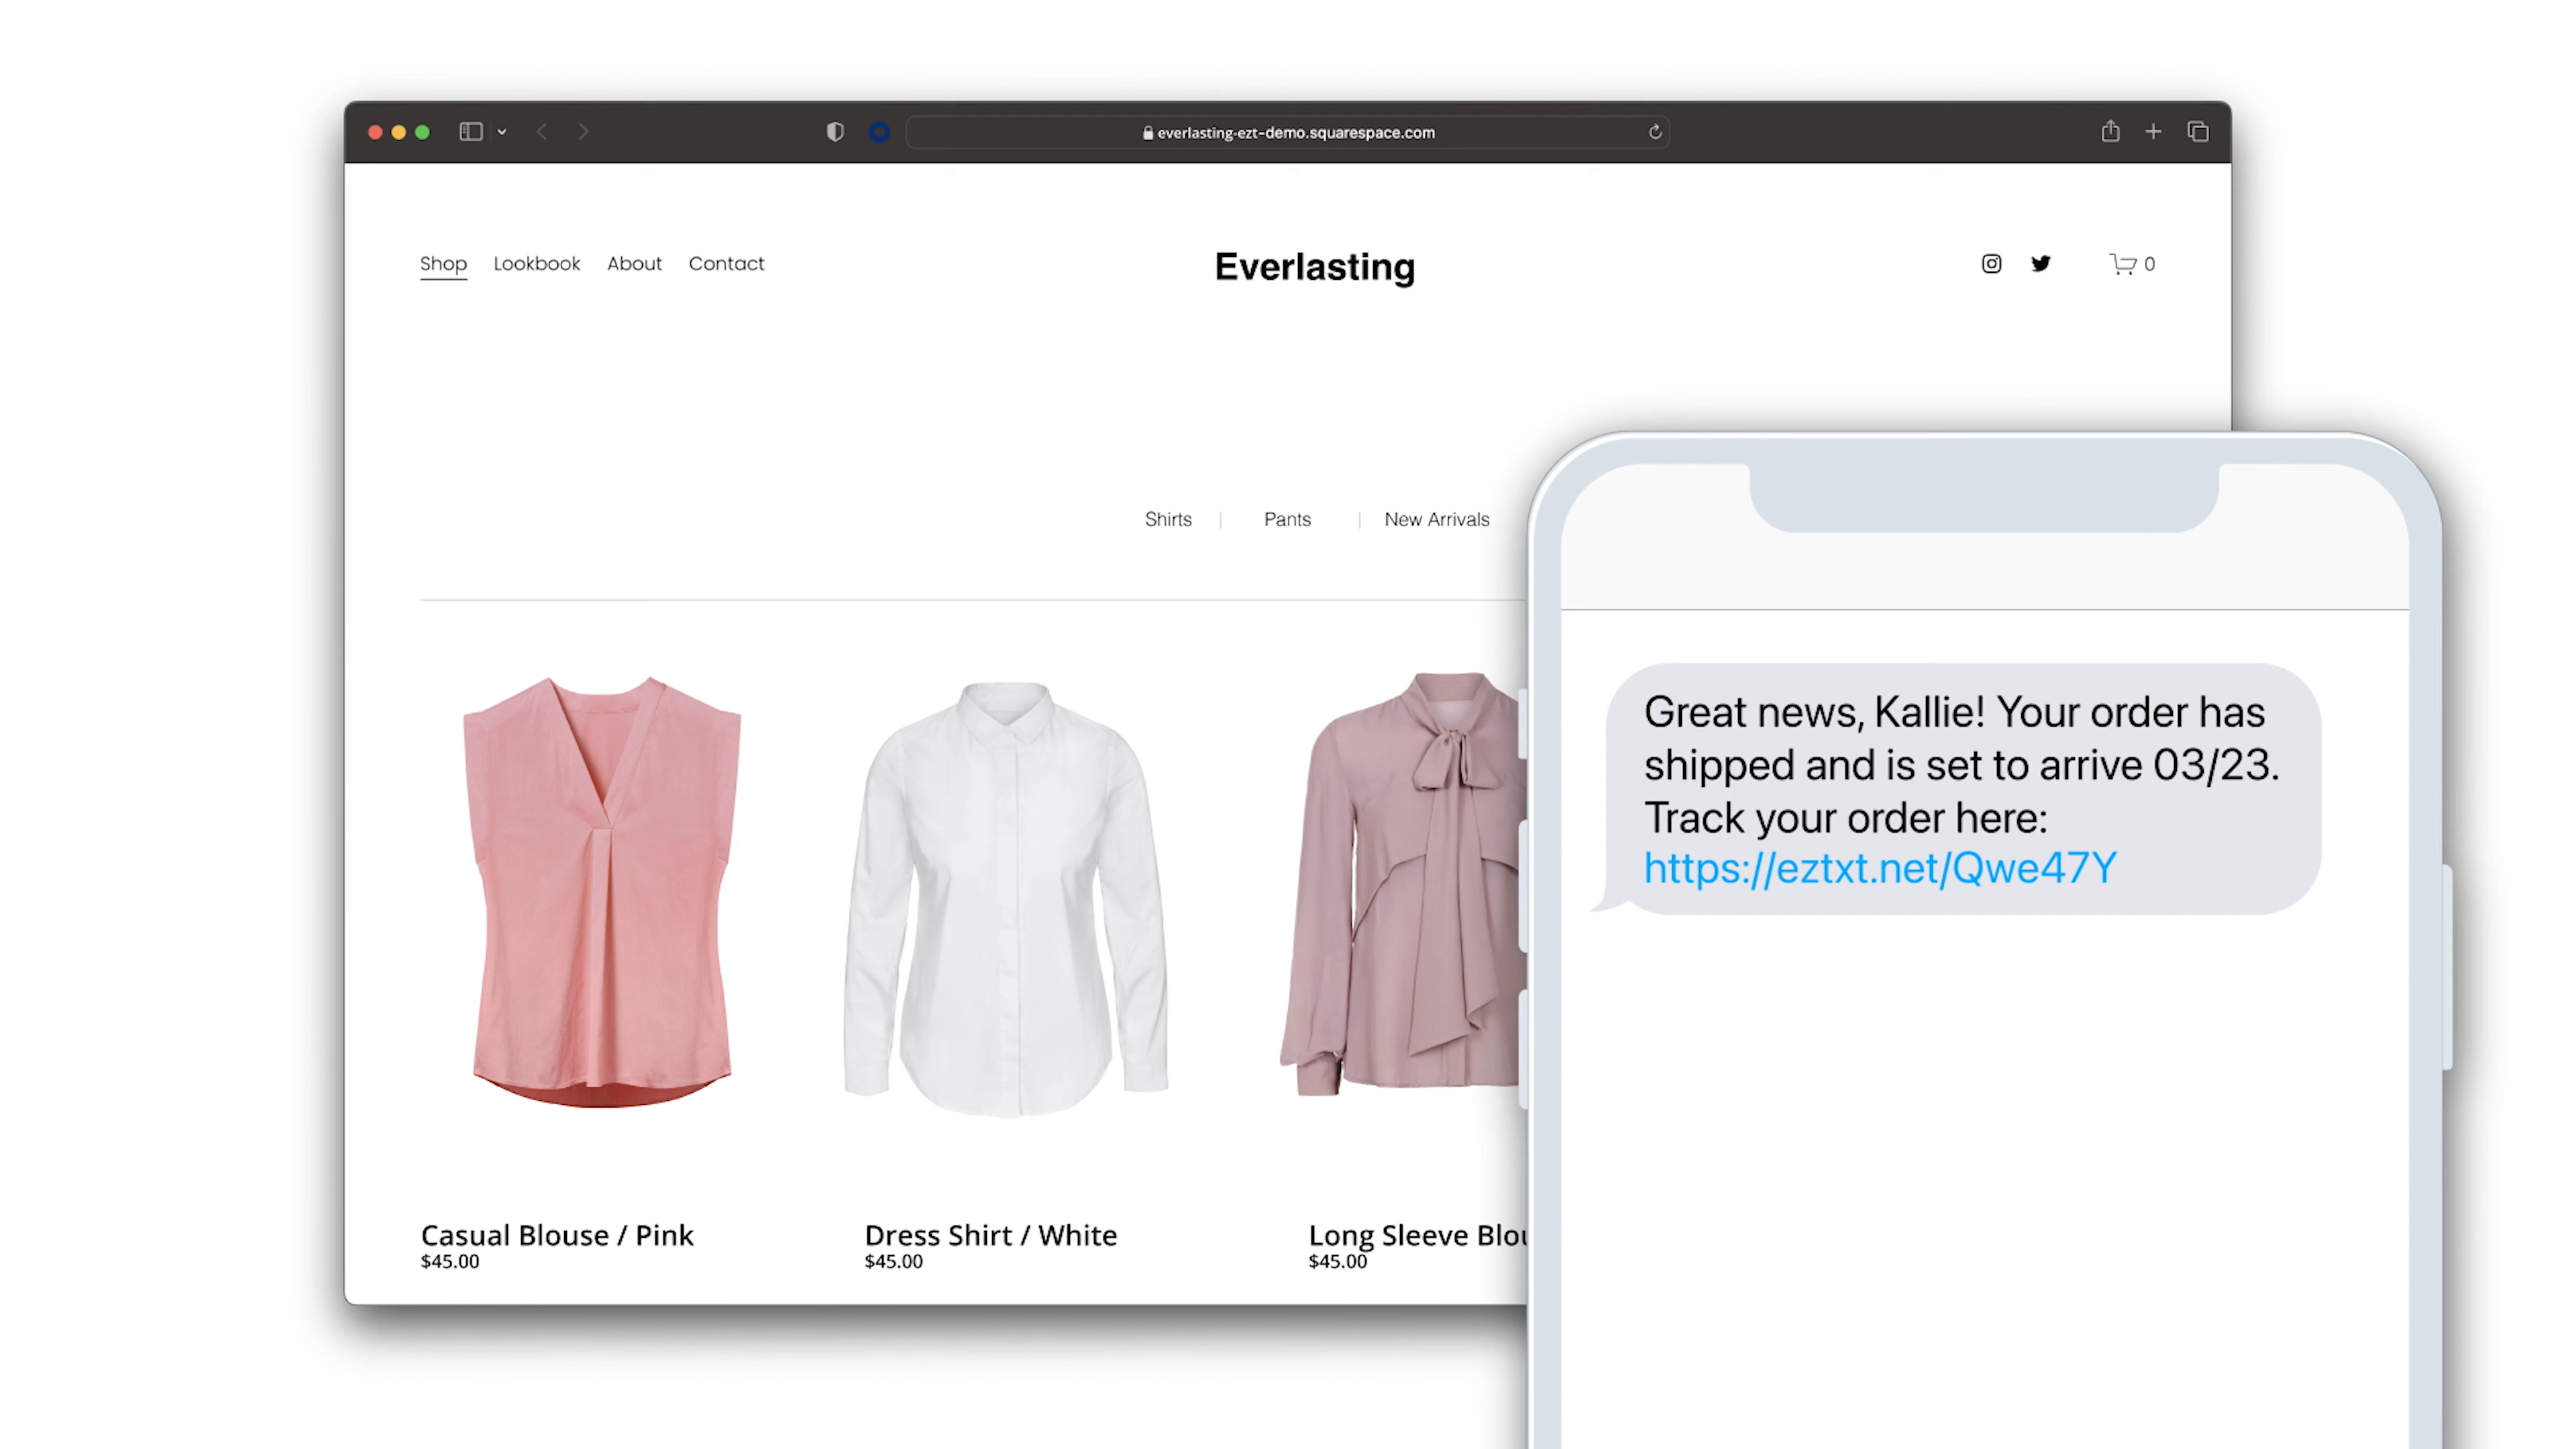 everlasting-ezt-demo.squarespace.com
Shop Lookbook About Contact
Everlasting
0
Shirts | Pants | New Arrivals
Great news, Kallie! Your order has
shipped and is set to arrive 03/23.
Track your order here:
https://eztxt.net/Qwe47Y
Casual Blouse / Pink
$45.00
Dress Shirt / White
$45.00
Long Sleeve
$45.00